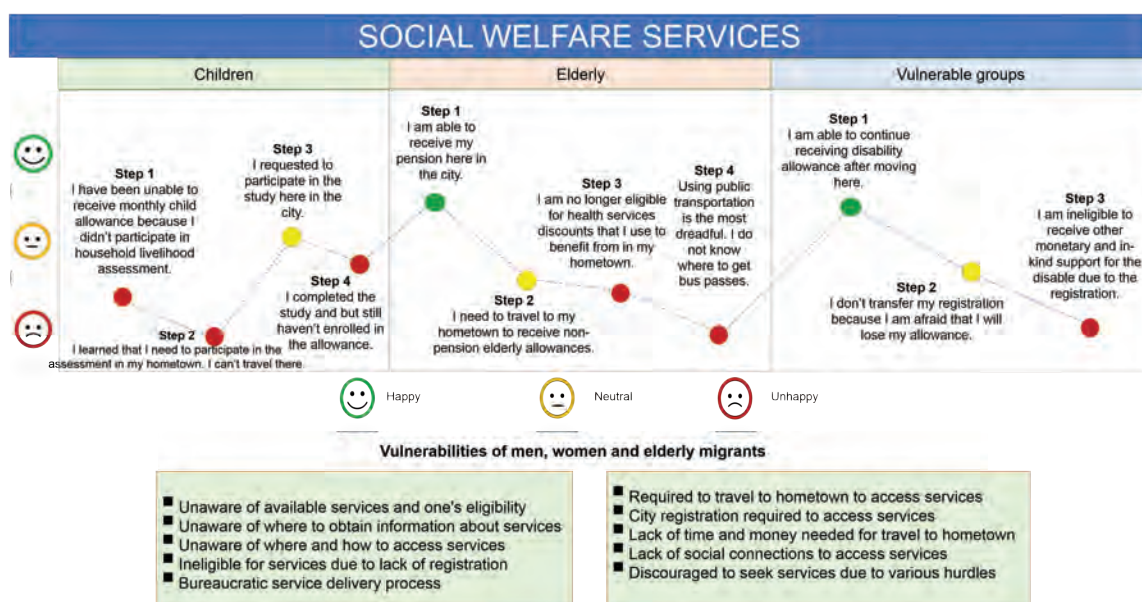 SOCIAL WELFARE SERVICES
Children
Elderly
Vulnerable groups
Step 1
I have been unable to
receive monthly child
allowance because I
didn't participate in
household livelihood
assessment.
Step 2
I learned that I need to participate in the
assessment in my hometown. I can't travel there.
Step 3
I requested to
participate in the
study here in the
city.
Step 4
I completed the
study and but still
haven't enrolled in
the allowance.
Step 1
I am able to
receive my
pension here in
the city.
Step 2
I need to travel to my
hometown to receive non-
pension elderly allowances.
Step 3
I am no longer eligible
for health services
discounts that I use to
benefit from in my
hometown.
Step 4
Using public
transportation
is the most
dreadful. I do
not know
where to get
bus passes.
Step 1
I am able to continue
receiving disability
allowance after moving
here.
Step 2
I don't transfer my registration
because I am afraid that I will
lose my allowance.
Step 3
I am ineligible to
receive other
monetary and in-
kind support for the
disable due to the
registration.
Happy
Neutral
Unhappy
Vulnerabilities of men, women and elderly migrants
■ Unaware of available services and one's eligibility
■ Unaware of where to obtain information about services
■ Unaware of where and how to access services
■ Ineligible for services due to lack of registration
■ Bureaucratic service delivery process
■ Required to travel to hometown to access services
■ City registration required to access services
■ Lack of time and money needed for travel to hometown
■ Lack of social connections to access services
■ Discouraged to seek services due to various hurdles